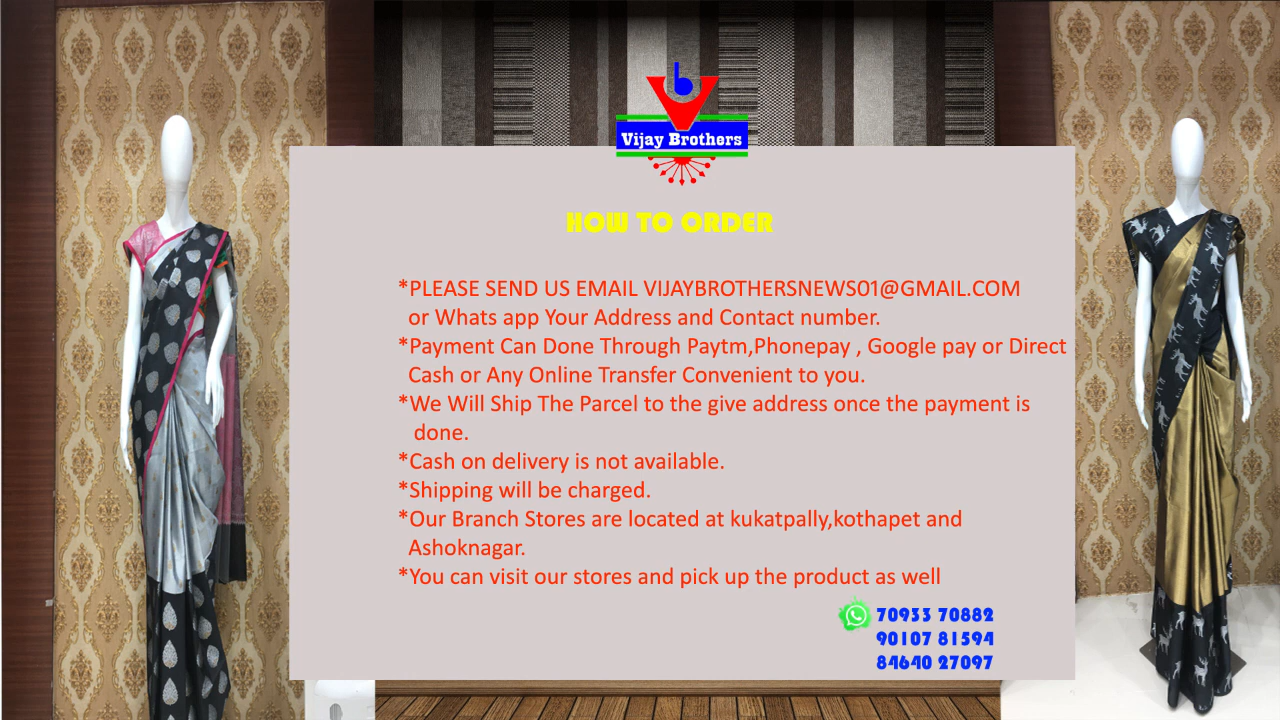 b
Vijay Brothers
HOW TO ORDER
*PLEASE SEND US EMAIL VIJAYBROTHERSNEWS01@GMAIL.COM
or Whats app Your Address and Contact number.
*Payment Can Done Through Paytm,Phonepay , Google pay or Direct
Cash or Any Online Transfer Convenient to you.
*We Will Ship The Parcel to the give address once the payment is
done.
*Cash on delivery is not available.
*Shipping will be charged.
*Our Branch Stores are located at kukatpally,kothapet and
Ashoknagar.
*You can visit our stores and pick up the product as well
70933 70882
90107 81594
84640 27097